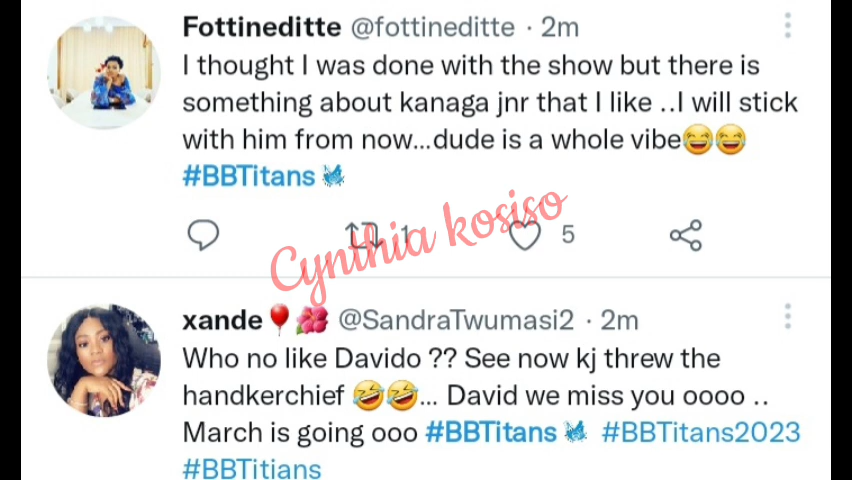 Fottineditte @fottineditte · 2m
I thought I was done with the show but there is
something about kanaga jnr that I like ..I will stick
with him from now...dude is a whole vibe😂😂
#BBTitans
1 5
Cynthia kosiso
xande🎈🌺 @SandraTwumasi2 · 2m
Who no like Davido ?? See now kj threw the
handkerchief 🤣🤣... David we miss you oooo ..
March is going ooo #BBTitans #BBTitans2023
#BBTitians